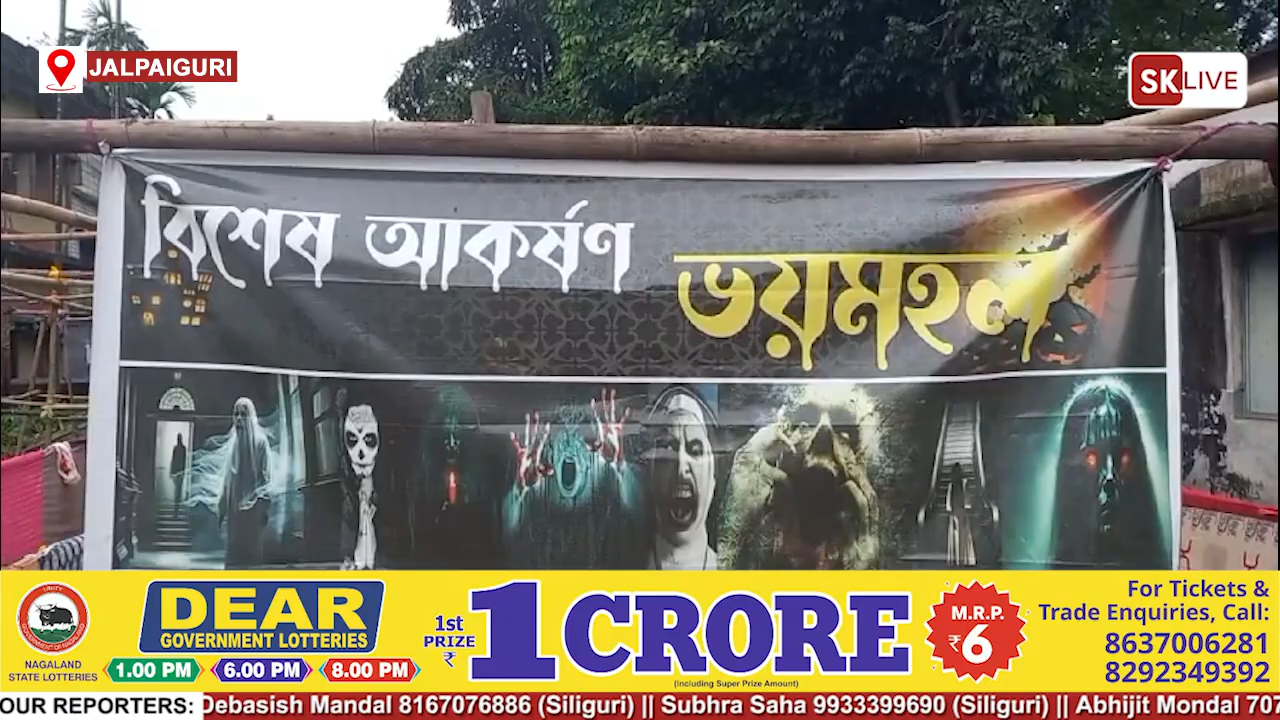 JALPAIGURI
SK LIVE
বিশেষ আকর্ষণ ভয়মহল
UNITY
NAGALAND
STATE LOTTERIES
DEAR
GOVERNMENT LOTTERIES
1.00 PM 6.00 PM 8.00 PM
1st
PRIZE
₹
1 CRORE
(Including Super Prize Amount)
M.R.P.
₹6
For Tickets &
Trade Enquiries, Call:
8637006281
8292349392
OUR REPORTERS: Debasish Mandal 8167076886 (Siliguri) || Subhra Saha 9933399690 (Siliguri) || Abhijit Mondal 707